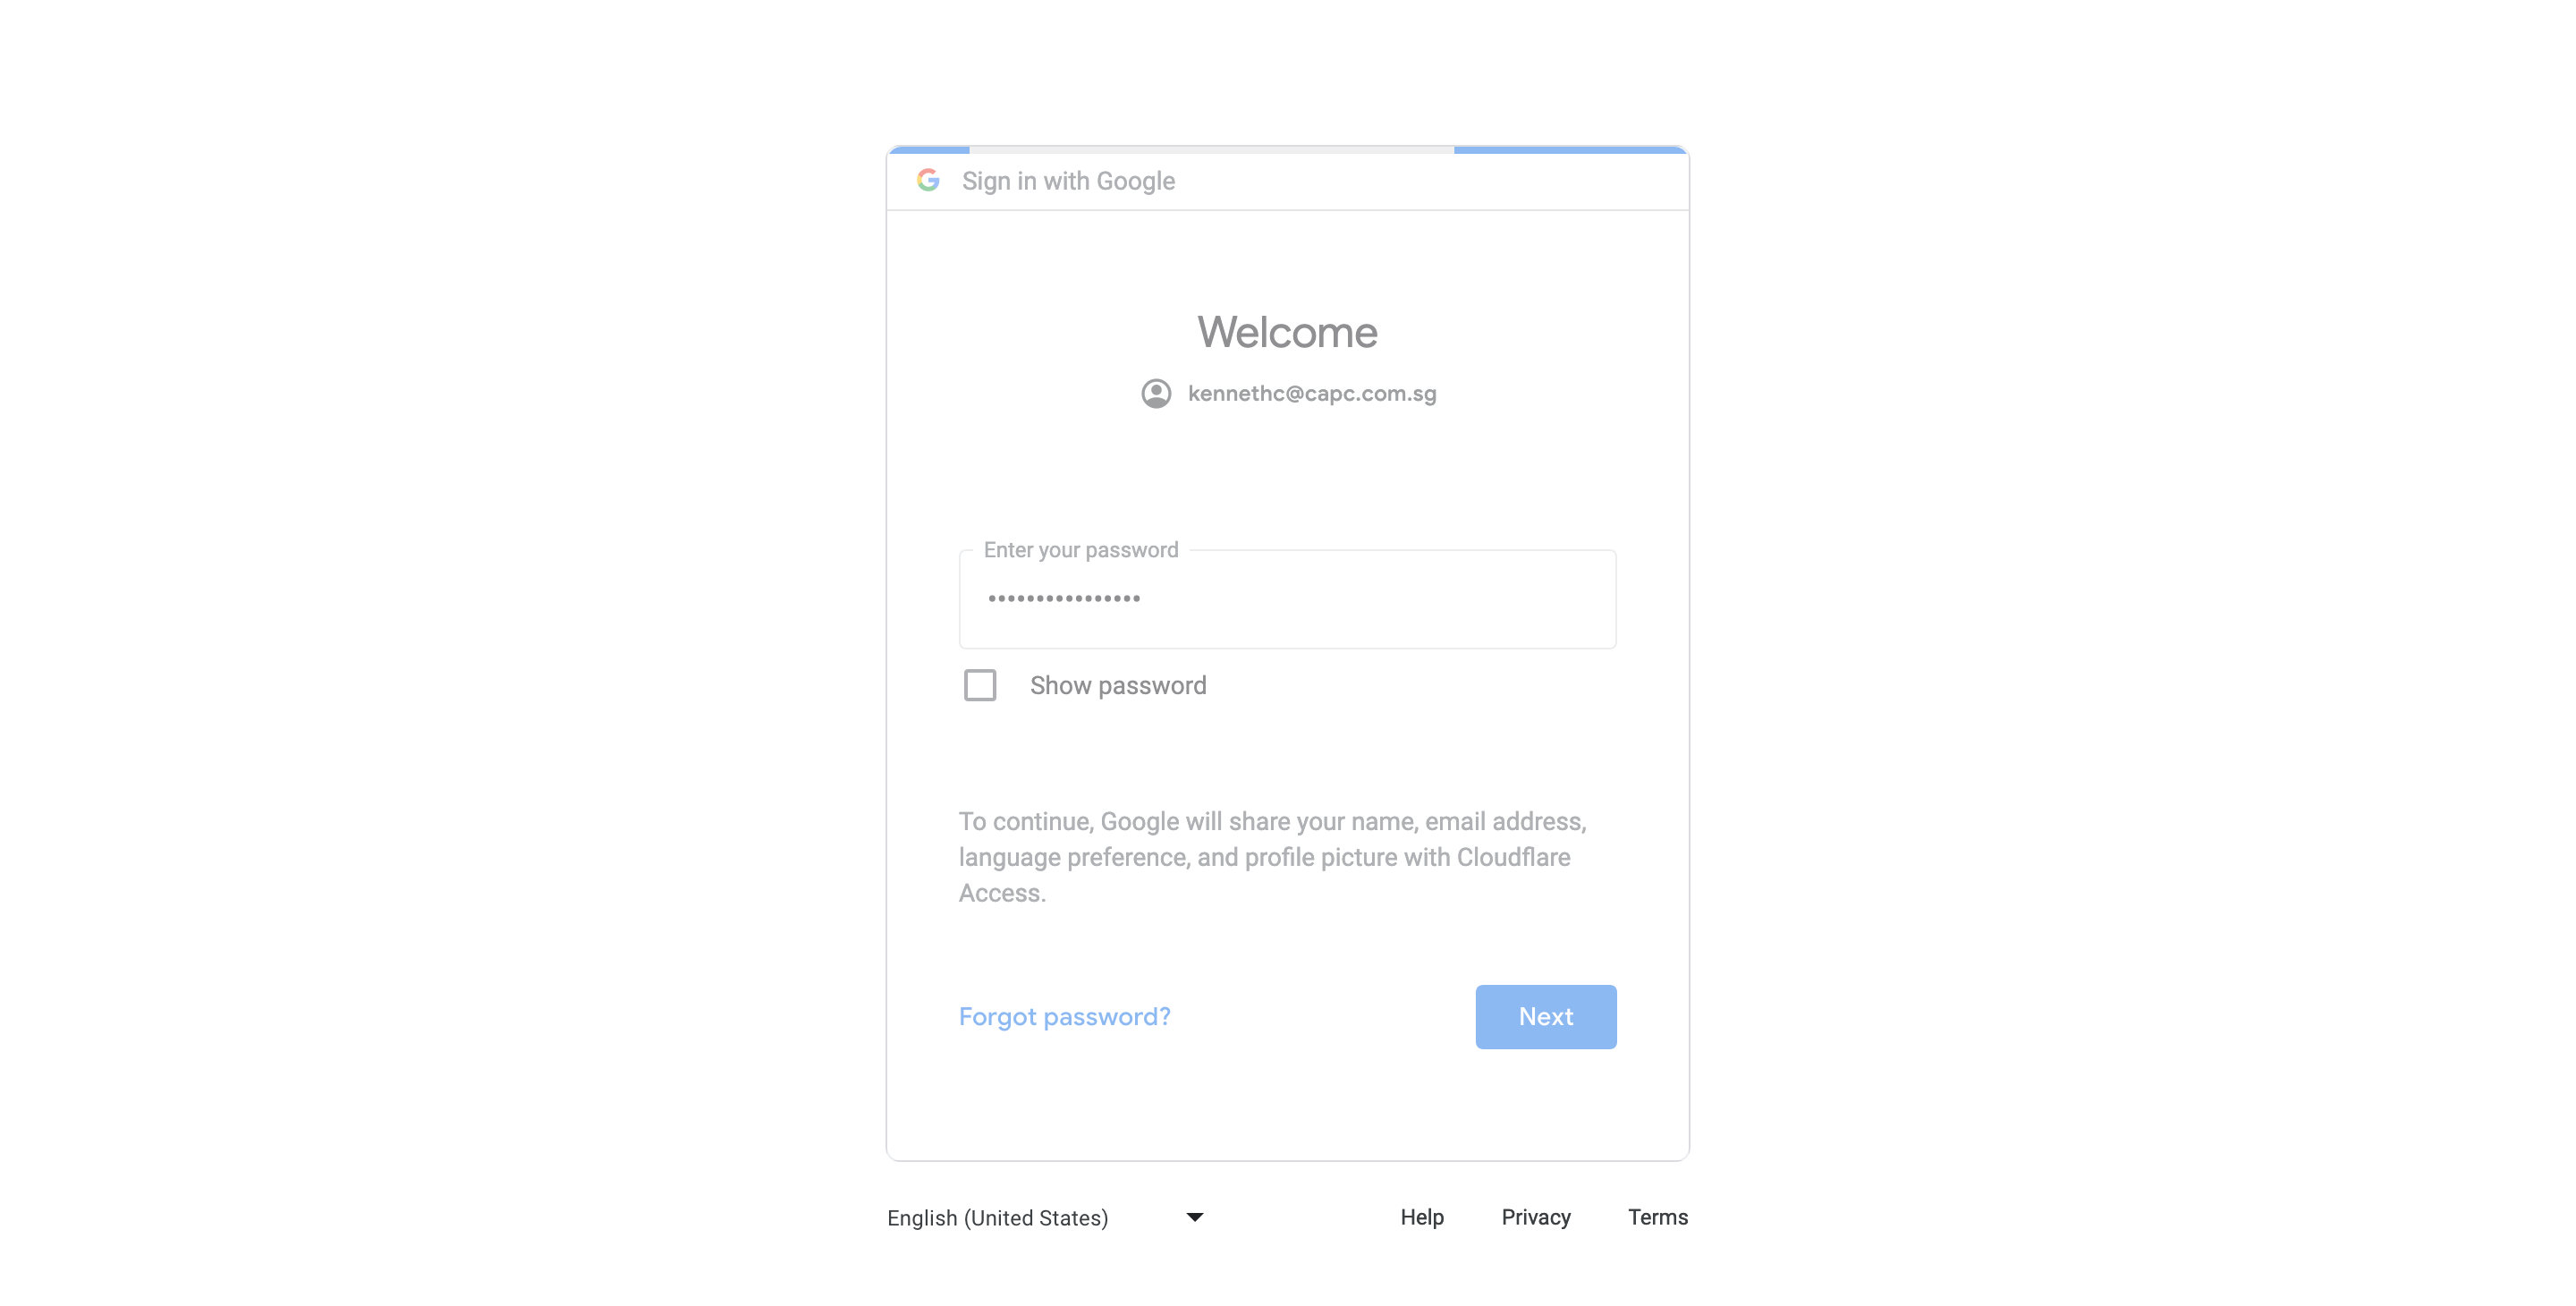 Sign in with Google
Welcome
kennethc@capc.com.sg
Enter your password
••••••••••••••••
Show password
To continue, Google will share your name, email address,
language preference, and profile picture with Cloudflare
Access.
Forgot password?
Next
English (United States)
Help Privacy Terms